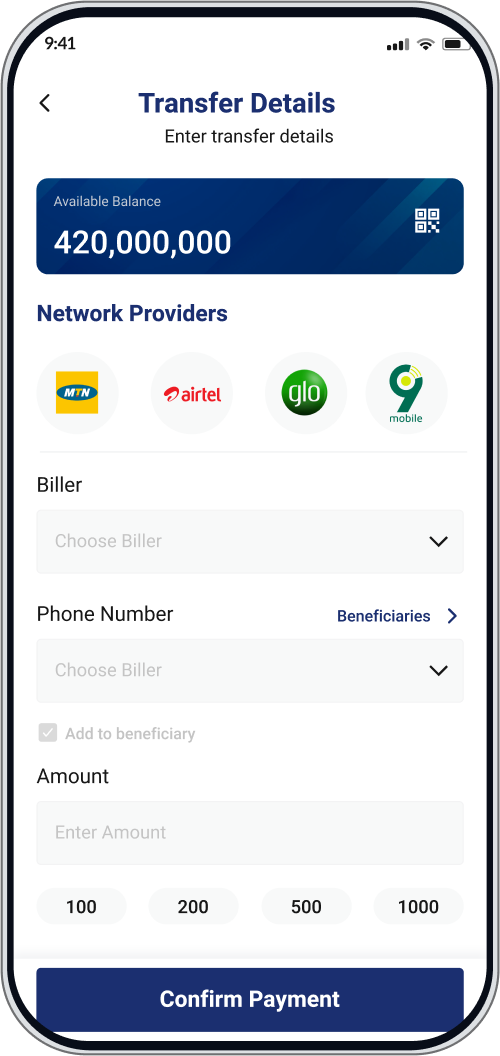 9:41
Transfer Details
Enter transfer details
Available Balance
420,000,000
Network Providers
MTN
airtel
glo
9
mobile
Biller
Choose Biller
Phone Number
Beneficiaries
Choose Biller
Add to beneficiary
Amount
Enter Amount
100
200
500
1000
Confirm Payment